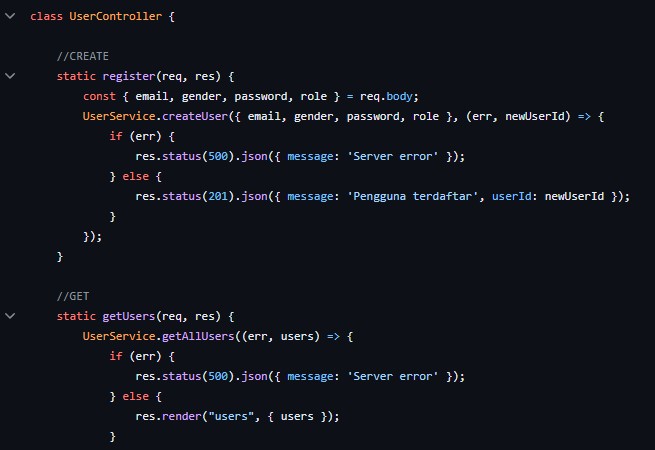 class UserController {
//CREATE
static register(req, res) {
const { email, gender, password, role } = req.body;
UserService.createUser({ email, gender, password, role }, (err, newUserId) => {
if (err) {
res.status(500).json({ message: 'Server error' });
} else {
res.status(201).json({ message: 'Pengguna terdaftar', userId: newUserId });
}
});
}
//GET
static getUsers(req, res) {
UserService.getAllUsers((err, users) => {
if (err) {
res.status(500).json({ message: 'Server error' });
} else {
res.render("users", { users });
}